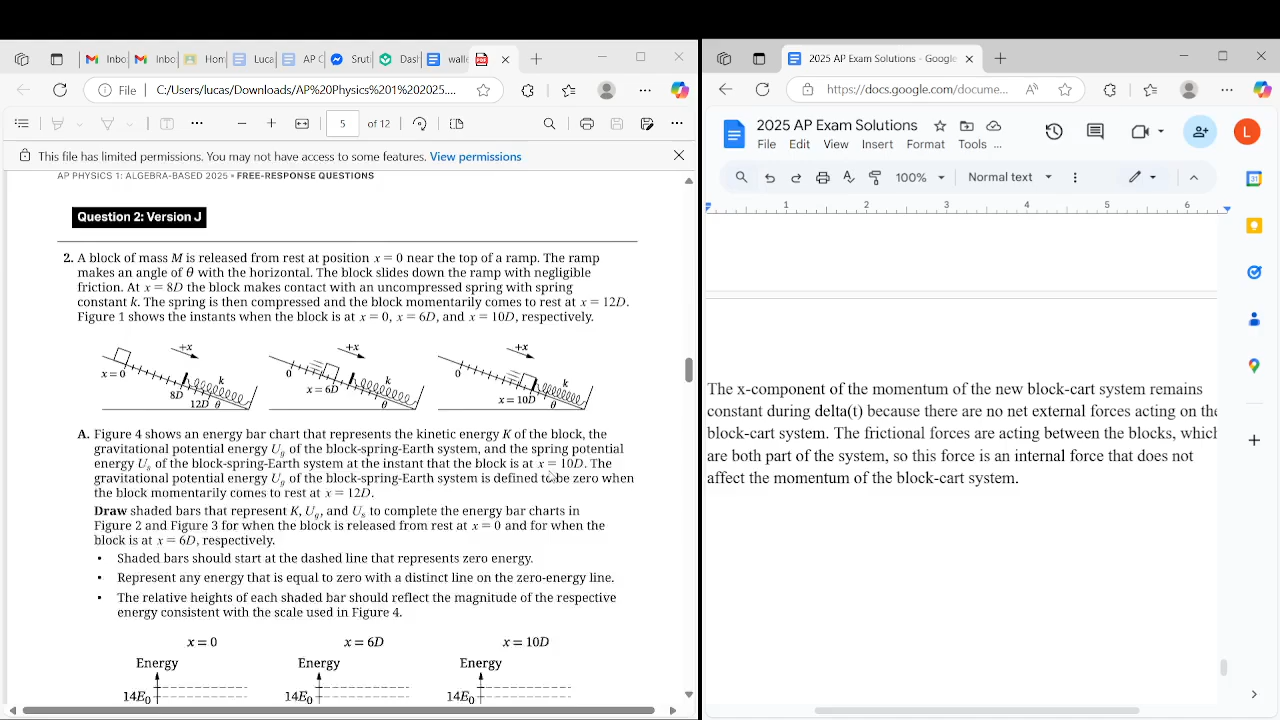 Inbo
Inbo
Hon
Luca
AP C
Srut
Das
walle
File
C:/Users/lucas/Downloads/AP%20Physics%201%202025...
5
of 12
This file has limited permissions. You may not have access to some features. View permissions
AP PHYSICS 1: ALGEBRA-BASED 2025 • FREE-RESPONSE QUESTIONS
Question 2: Version J
2. A block of mass M is released from rest at position x = 0 near the top of a ramp. The ramp
makes an angle of θ with the horizontal. The block slides down the ramp with negligible
friction. At x = 8D the block makes contact with an uncompressed spring with spring
constant k. The spring is then compressed and the block momentarily comes to rest at x = 12D.
Figure 1 shows the instants when the block is at x = 0, x = 6D, and x = 10D, respectively.
+x
x = 0
8D
12D
θ
k
+x
0
x = 6D
θ
k
+x
0
x = 10D
θ
k
A. Figure 4 shows an energy bar chart that represents the kinetic energy K of the block, the
gravitational potential energy Ug of the block-spring-Earth system, and the spring potential
energy Us of the block-spring-Earth system at the instant that the block is at x = 10D. The
gravitational potential energy Ug of the block-spring-Earth system is defined to be zero when
the block momentarily comes to rest at x = 12D.
Draw shaded bars that represent K, Ug, and Us to complete the energy bar charts in
Figure 2 and Figure 3 for when the block is released from rest at x = 0 and for when the
block is at x = 6D, respectively.
• Shaded bars should start at the dashed line that represents zero energy.
• Represent any energy that is equal to zero with a distinct line on the zero-energy line.
• The relative heights of each shaded bar should reflect the magnitude of the respective
energy consistent with the scale used in Figure 4.
x = 0
x = 6D
x = 10D
Energy
Energy
Energy
14E0
14E0
14E0
2025 AP Exam Solutions - Google
https://docs.google.com/docume...
2025 AP Exam Solutions
L
File Edit View Insert Format Tools ...
100%
Normal text
1 2 3 4 5 6
31
The x-component of the momentum of the new block-cart system remains
constant during delta(t) because there are no net external forces acting on the
block-cart system. The frictional forces are acting between the blocks, which
are both part of the system, so this force is an internal force that does not
affect the momentum of the block-cart system.